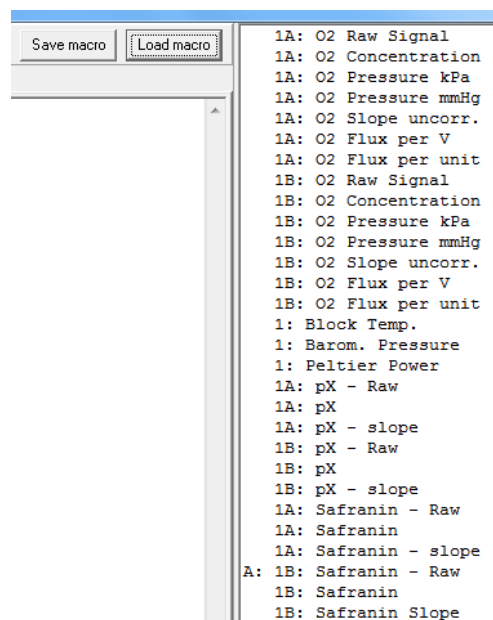 Save macro
Load macro
1A: O2 Raw Signal
1A: O2 Concentration
1A: O2 Pressure kPa
1A: O2 Pressure mmHg
1A: O2 Slope uncorr.
1A: O2 Flux per V
1A: O2 Flux per unit
1B: O2 Raw Signal
1B: O2 Concentration
1B: O2 Pressure kPa
1B: O2 Pressure mmHg
1B: O2 Slope uncorr.
1B: O2 Flux per V
1B: O2 Flux per unit
1: Block Temp.
1: Barom. Pressure
1: Peltier Power
1A: pX - Raw
1A: pX
1A: pX - slope
1B: pX - Raw
1B: pX
1B: pX - slope
1A: Safranin - Raw
1A: Safranin
1A: Safranin - slope
A: 1B: Safranin - Raw
1B: Safranin
1B: Safranin Slope